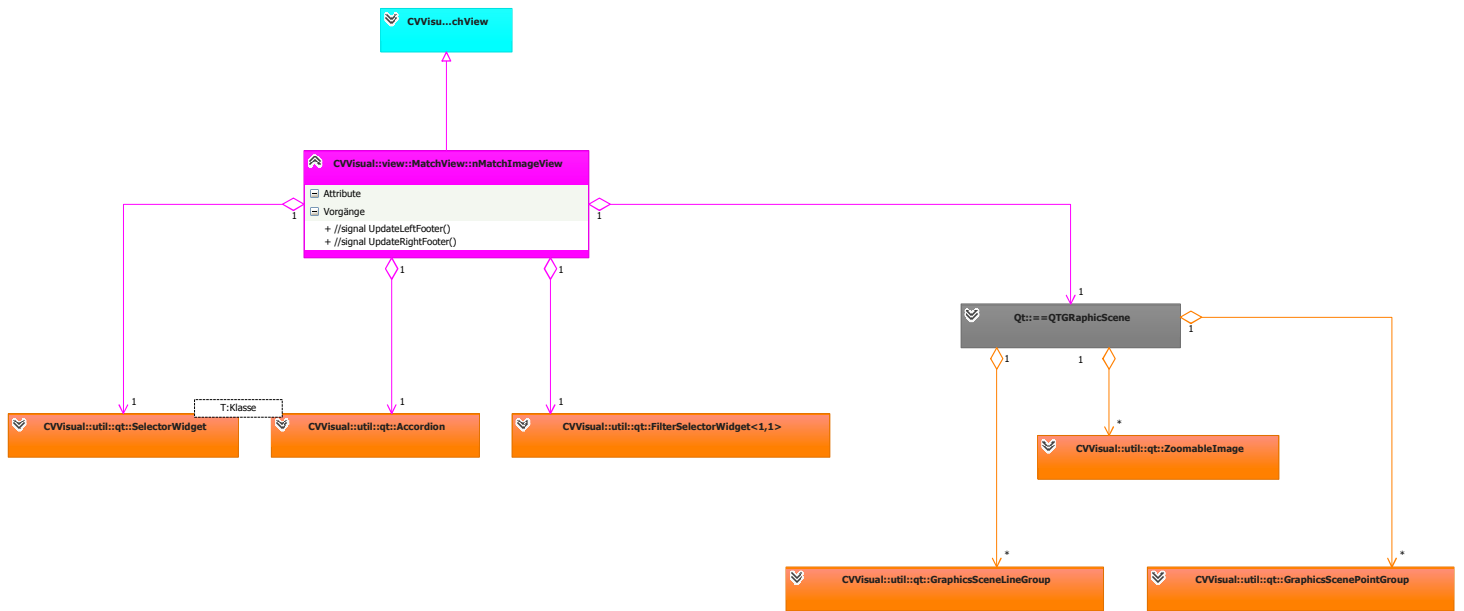 CVVisu...chView
CVVisual::view::MatchView::nMatchImageView
Attribute
Vorgänge
+ //signal UpdateLeftFooter()
+ //signal UpdateRightFooter()
1
1
1
1
1
Qt::==QTGRaphicScene
1
1
1
1
1
1
T:Klasse
*
CVVisual::util::qt::SelectorWidget
CVVisual::util::qt::Accordion
CVVisual::util::qt::FilterSelectorWidget<1,1>
CVVisual::util::qt::ZoomableImage
*
*
CVVisual::util::qt::GraphicsSceneLineGroup
CVVisual::util::qt::GraphicsScenePointGroup